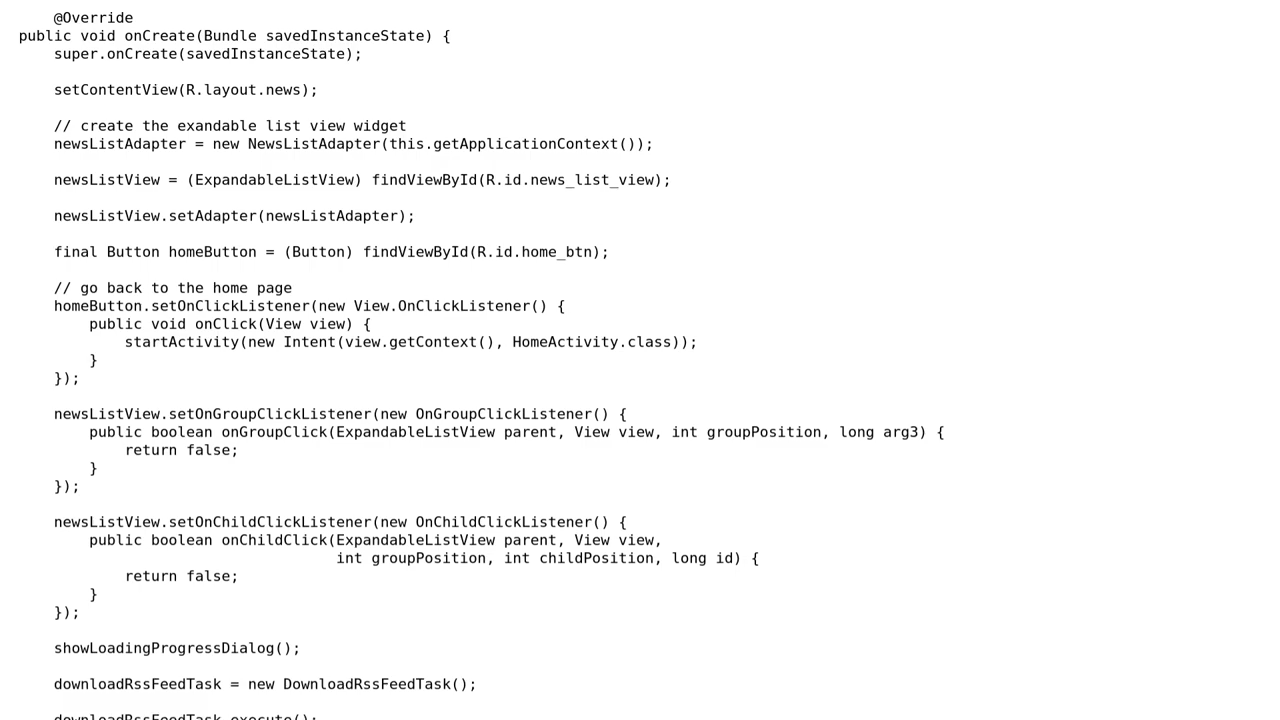 @Override
public void onCreate(Bundle savedInstanceState) {
super.onCreate(savedInstanceState);
setContentView(R.layout.news);
// create the exandable list view widget
newsListAdapter = new NewsListAdapter(this.getApplicationContext());
newsListView = (ExpandableListView) findViewById(R.id.news_list_view);
newsListView.setAdapter(newsListAdapter);
final Button homeButton = (Button) findViewById(R.id.home_btn);
// go back to the home page
homeButton.setOnClickListener(new View.OnClickListener() {
public void onClick(View view) {
startActivity(new Intent(view.getContext(), HomeActivity.class));
}
});
newsListView.setOnGroupClickListener(new OnGroupClickListener() {
public boolean onGroupClick(ExpandableListView parent, View view, int groupPosition, long arg3) {
return false;
}
});
newsListView.setOnChildClickListener(new OnChildClickListener() {
public boolean onChildClick(ExpandableListView parent, View view,
int groupPosition, int childPosition, long id) {
return false;
}
});
showLoadingProgressDialog();
downloadRssFeedTask = new DownloadRssFeedTask();
downloadRssFeedTask.execute();